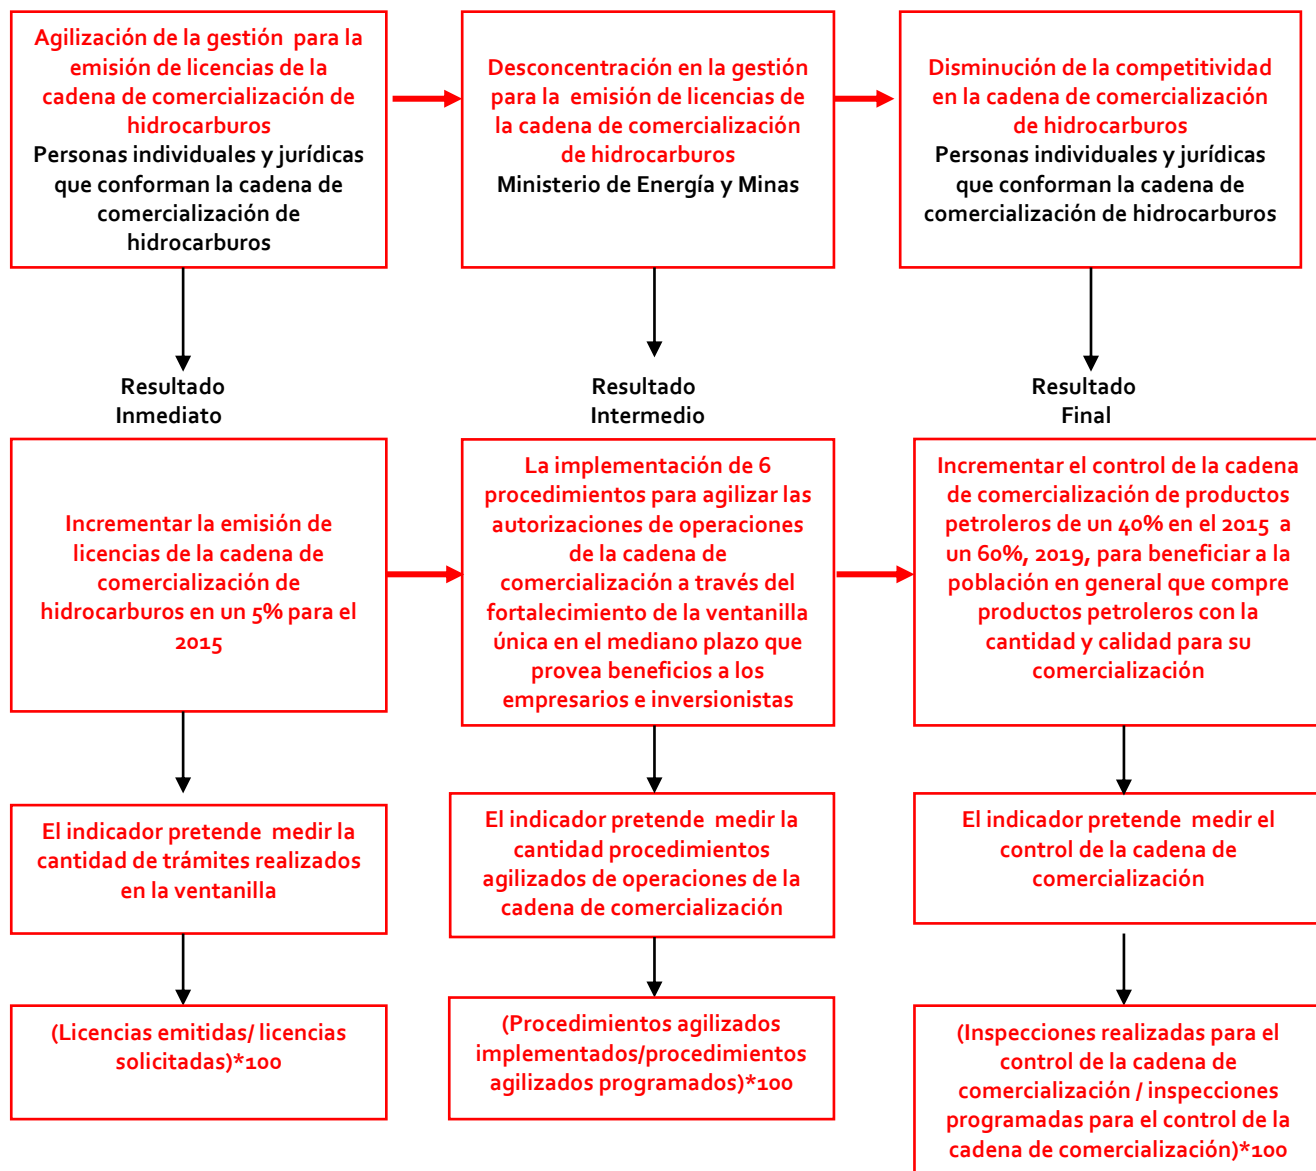 Agilización de la gestión para la
emisión de licencias de la
cadena de comercialización de
hidrocarburos
Personas individuales y jurídicas
que conforman la cadena de
comercialización de
hidrocarburos
Desconcentración en la gestión
para la emisión de licencias de
la cadena de comercialización
de hidrocarburos
Ministerio de Energía y Minas
Disminución de la competitividad
en la cadena de comercialización
de hidrocarburos
Personas individuales y jurídicas
que conforman la cadena de
comercialización de hidrocarburos
Resultado
Inmediato
Resultado
Intermedio
Resultado
Final
Incrementar la emisión de
licencias de la cadena de
comercialización de
hidrocarburos en un 5% para el
2015
La implementación de 6
procedimientos para agilizar las
autorizaciones de operaciones
de la cadena de
comercialización a través del
fortalecimiento de la ventanilla
única en el mediano plazo que
provea beneficios a los
empresarios e inversionistas
Incrementar el control de la cadena
de comercialización de productos
petroleros de un 40% en el 2015 a
un 60%, 2019, para beneficiar a la
población en general que compre
productos petroleros con la
cantidad y calidad para su
comercialización
El indicador pretende medir la
cantidad de trámites realizados
en la ventanilla
El indicador pretende medir la
cantidad procedimientos
agilizados de operaciones de la
cadena de comercialización
El indicador pretende medir el
control de la cadena de
comercialización
(Licencias emitidas/ licencias
solicitadas)*100
(Procedimientos agilizados
implementados/procedimientos
agilizados programados)*100
(Inspecciones realizadas para el
control de la cadena de
comercialización / inspecciones
programadas para el control de la
cadena de comercialización)*100